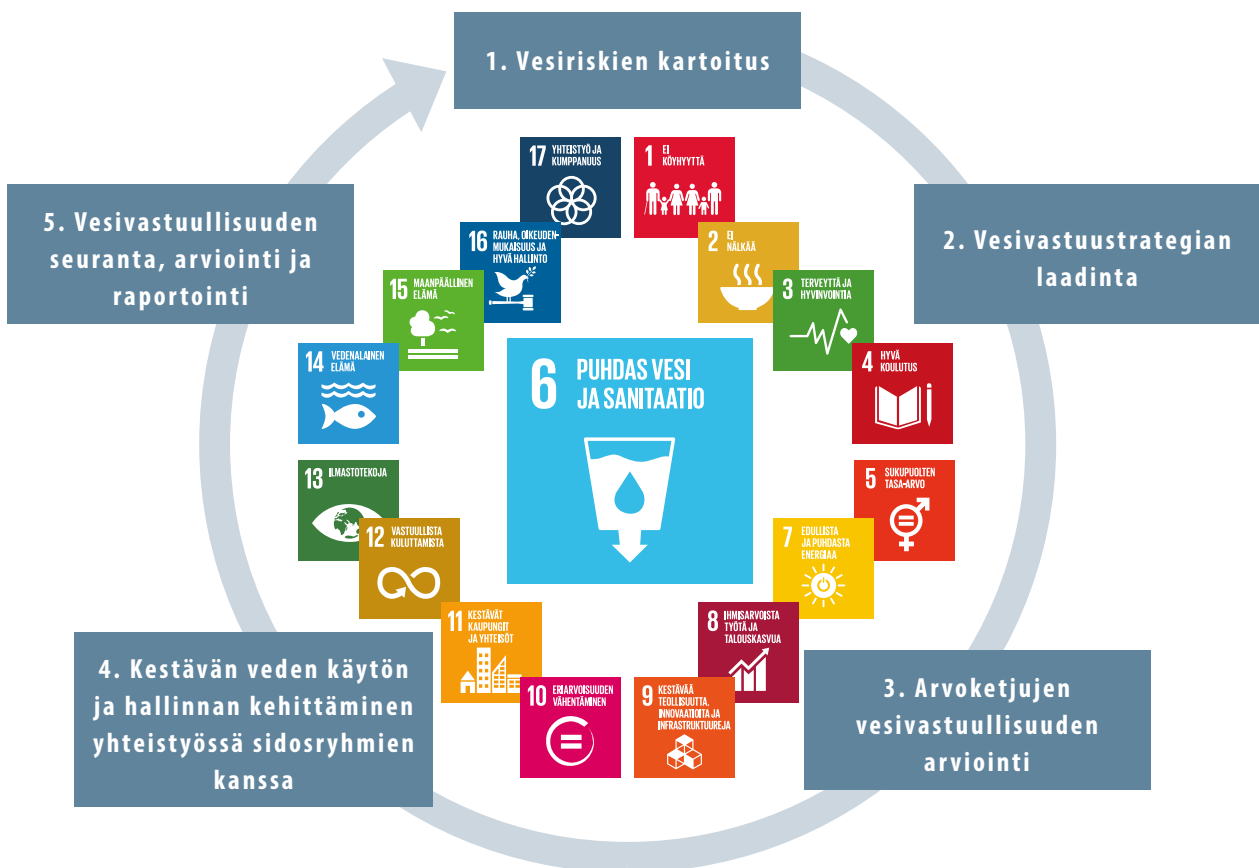 1. Vesiriskien kartoitus
2. Vesivastuustrategian
laadinta
3. Arvoketjujen
vesivastuullisuuden
arviointi
4. Kestävän veden käytön
ja hallinnan kehittäminen
yhteistyössä sidosryhmien
kanssa
5. Vesivastuullisuuden
seuranta, arviointi ja
raportointi
1 EI
KÖYHYYTTÄ
2 EI
NÄLKÄÄ
3 TERVEYTTÄ JA
HYVINVOINTIA
4 HYVÄ
KOULUTUS
5 SUKUPUOLTEN
TASA-ARVO
6 PUHDAS VESI
JA SANITAATIO
7 EDULLISTA
JA PUHDASTA
ENERGIAA
8 IHMISARVOISTA
TYÖTÄ JA
TALOUSKASVUA
9 KESTÄVÄÄ
TEOLLISUUTTA,
INNOVAATIOITA JA
INFRASTRUKTUUREJA
10 ERIARVOISUUDEN
VÄHENTÄMINEN
11 KESTÄVÄT
KAUPUNGIT
JA YHTEISÖT
12 VASTUULLISTA
KULUTTAMISTA
13 ILMASTOTEKOJA
14 VEDENALAINEN
ELÄMÄ
15 MAANPÄÄLLINEN
ELÄMÄ
16 RAUHA, OIKEUDEN-
MUKAISUUS JA
HYVÄ HALLINTO
17 YHTEISTYÖ JA
KUMPPANUUS